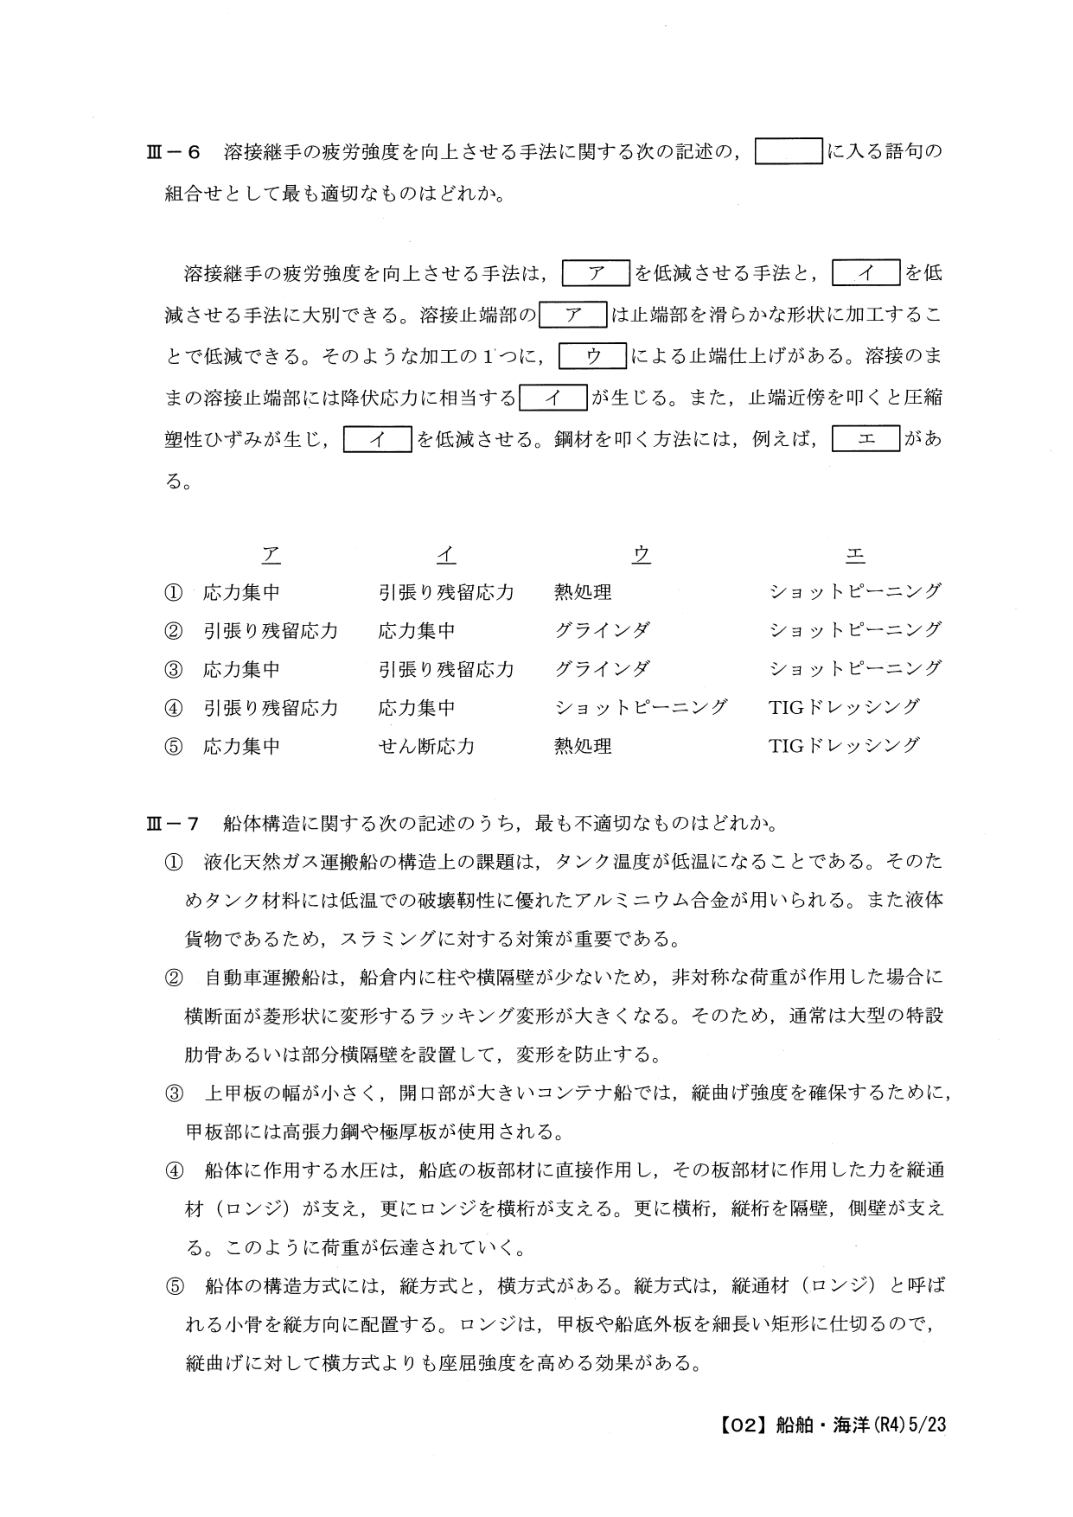 Ⅲ－６　溶接継手の疲労強度を向上させる手法に関する次の記述の，　　　に入る語句の
組合せとして最も適切なものはどれか。
溶接継手の疲労強度を向上させる手法は，ア を低減させる手法と，イ を低
減させる手法に大別できる。溶接止端部の ア は止端部を滑らかな形状に加工するこ
とで低減できる。そのような加工の１つに，ウ による止端仕上げがある。溶接のま
まの溶接止端部には降伏応力に相当する イ が生じる。また，止端近傍を叩くと圧縮
塑性ひずみが生じ，イ を低減させる。鋼材を叩く方法には，例えば，エ があ
る。
ア　イ　ウ　エ
① 応力集中　引張り残留応力　熱処理　ショットピーニング
② 引張り残留応力　応力集中　グラインダ　ショットピーニング
③ 応力集中　引張り残留応力　グラインダ　ショットピーニング
④ 引張り残留応力　応力集中　ショットピーニング　TIGドレッシング
⑤ 応力集中　せん断応力　熱処理　TIGドレッシング
Ⅲ－７　船体構造に関する次の記述のうち，最も不適切なものはどれか。
①　液化天然ガス運搬船の構造上の課題は，タンク温度が低温になることである。そのた
めタンク材料には低温での破壊靱性に優れたアルミニウム合金が用いられる。また液体
貨物であるため，スラミングに対する対策が重要である。
②　自動車運搬船は，船倉内に柱や横隔壁が少ないため，非対称な荷重が作用した場合に
横断面が菱形状に変形するラッキング変形が大きくなる。そのため，通常は大型の特設
肋骨あるいは部分横隔壁を設置して，変形を防止する。
③　上甲板の幅が小さく，開口部が大きいコンテナ船では，縦曲げ強度を確保するために，
甲板部には高張力鋼や極厚板が使用される。
④　船体に作用する水圧は，船底の板部材に直接作用し，その板部材に作用した力を縦通
材（ロンジ）が支え，更にロンジを横桁が支える。更に横桁，縦桁を隔壁，側壁が支え
る。このように荷重が伝達されていく。
⑤　船体の構造方式には，縦方式と，横方式がある。縦方式は，縦通材（ロンジ）と呼ば
れる小骨を縦方向に配置する。ロンジは，甲板や船底外板を細長い矩形に仕切るので，
縦曲げに対して横方式よりも座屈強度を高める効果がある。
【02】船舶・海洋(R4)5/23